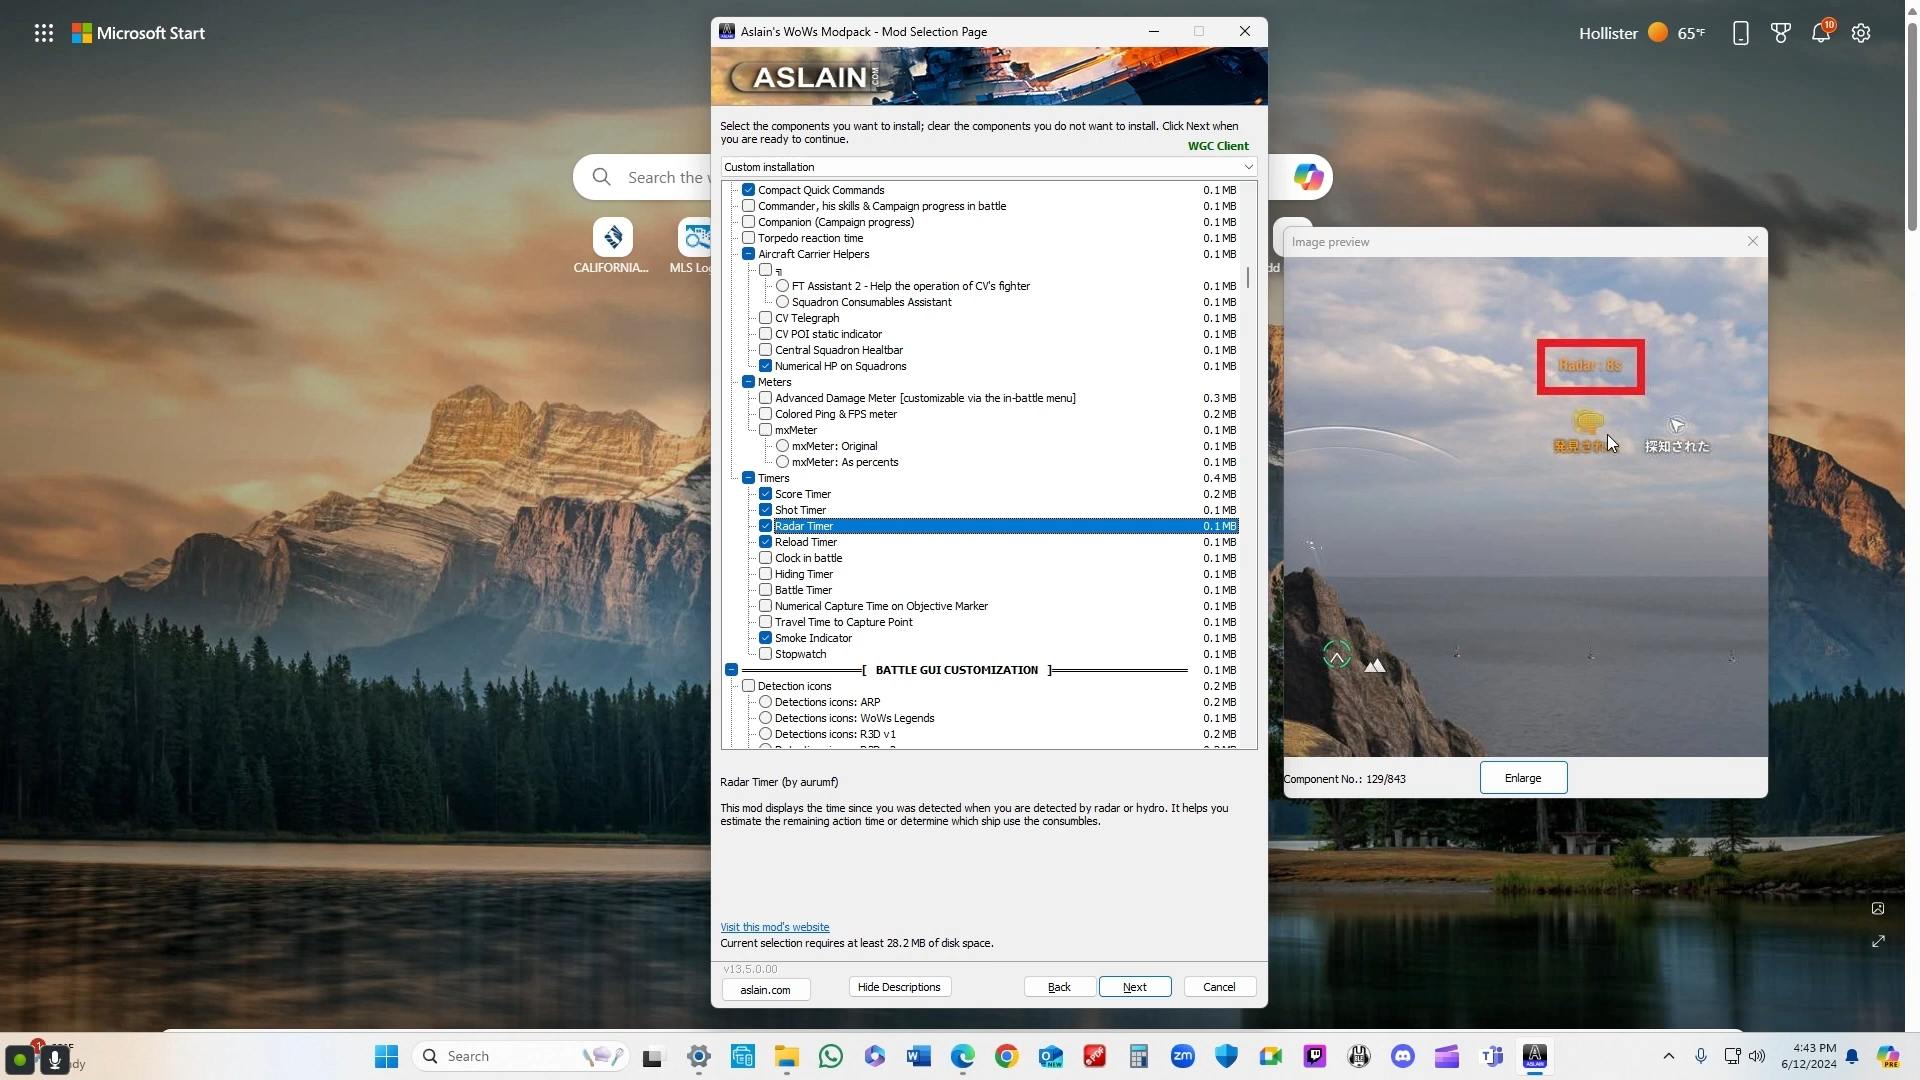 Microsoft Start
Hollister 65°F
10
Search the w
CALIFORNIA...
MLS Log
dd
Aslain's WoWs Modpack - Mod Selection Page
ASLAIN.COM
Select the components you want to install; clear the components you do not want to install. Click Next when
you are ready to continue.
WGC Client
Custom installation
Compact Quick Commands 0.1 MB
Commander, his skills & Campaign progress in battle 0.1 MB
Companion (Campaign progress) 0.1 MB
Torpedo reaction time 0.1 MB
Aircraft Carrier Helpers 0.1 MB
╗
FT Assistant 2 - Help the operation of CV's fighter 0.1 MB
Squadron Consumables Assistant 0.1 MB
CV Telegraph 0.1 MB
CV POI static indicator 0.1 MB
Central Squadron Healtbar 0.1 MB
Numerical HP on Squadrons 0.1 MB
Meters 0.1 MB
Advanced Damage Meter [customizable via the in-battle menu] 0.3 MB
Colored Ping & FPS meter 0.2 MB
mxMeter 0.1 MB
mxMeter: Original 0.1 MB
mxMeter: As percents 0.1 MB
Timers 0.4 MB
Score Timer 0.2 MB
Shot Timer 0.1 MB
Radar Timer 0.1 MB
Reload Timer 0.1 MB
Clock in battle 0.1 MB
Hiding Timer 0.1 MB
Battle Timer 0.1 MB
Numerical Capture Time on Objective Marker 0.1 MB
Travel Time to Capture Point 0.1 MB
Smoke Indicator 0.1 MB
Stopwatch 0.1 MB
[ BATTLE GUI CUSTOMIZATION ] 0.1 MB
Detection icons 0.2 MB
Detections icons: ARP 0.2 MB
Detections icons: WoWs Legends 0.1 MB
Detections icons: R3D v1 0.2 MB
Radar Timer (by aurumf)
This mod displays the time since you was detected when you are detected by radar or hydro. It helps you
estimate the remaining action time or determine which ship use the consumbles.
Visit this mod's website
Current selection requires at least 28.2 MB of disk space.
v13.5.0.00
aslain.com
Hide Descriptions
Back
Next
Cancel
Image preview
Radar : 8s
発見され
探知された
Component No.: 129/843
Enlarge
1
dy
Search
4:43 PM
6/12/2024